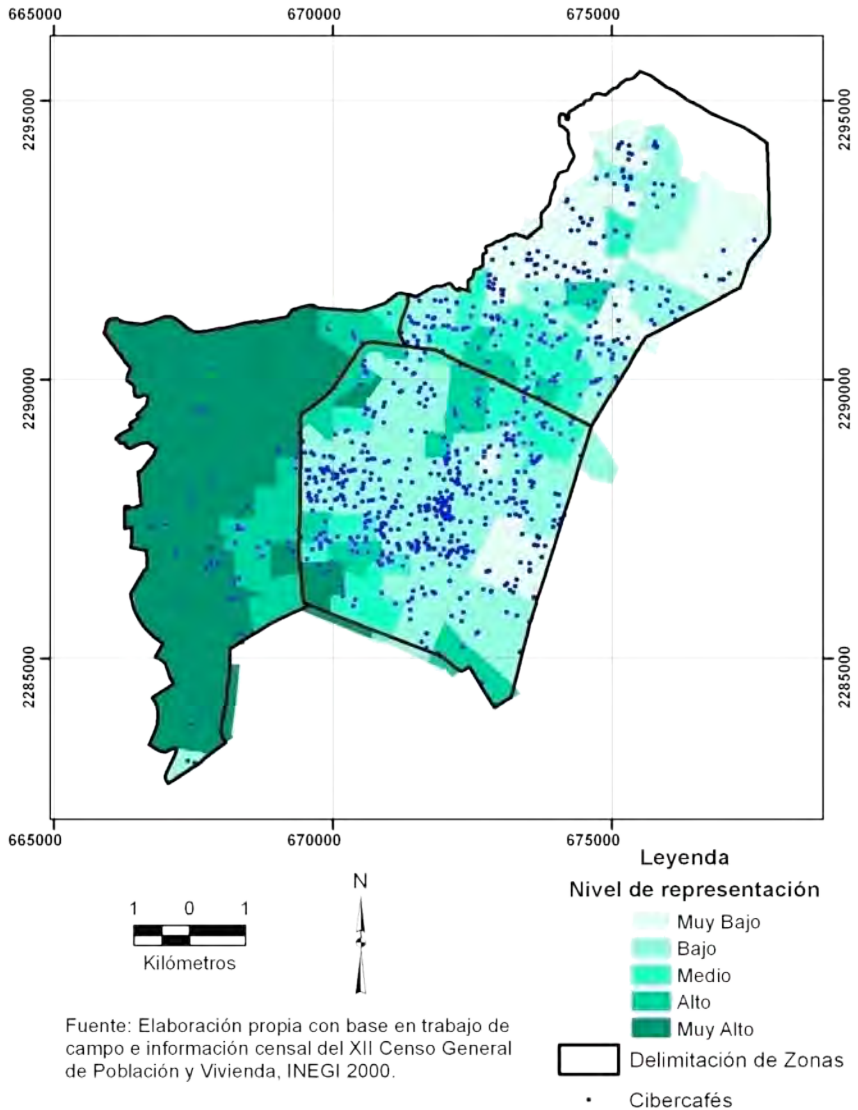 665000 670000 675000
2295000 2295000
2290000 2290000
2285000 2285000
665000 670000 675000
Leyenda
Nivel de representación
Muy Bajo
Bajo
Medio
Alto
Muy Alto
Delimitación de Zonas
Cibercafés
N
1 0 1
Kilómetros
Fuente: Elaboración propia con base en trabajo de
campo e información censal del XII Censo General
de Población y Vivienda, INEGI 2000.